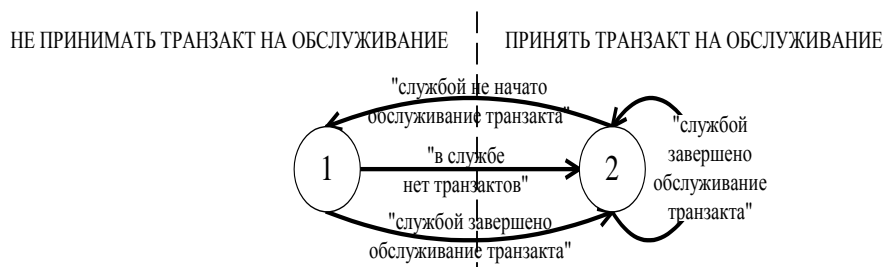 НЕ ПРИНИМАТЬ ТРАНЗАКТ НА ОБСЛУЖИВАНИЕ
ПРИНЯТЬ ТРАНЗАКТ НА ОБСЛУЖИВАНИЕ
"службой не начато
обслуживание транзакта"
1
"в службе
нет транзактов"
2
"службой
завершено
обслуживание
транзакта"
"службой завершено
обслуживание транзакта"